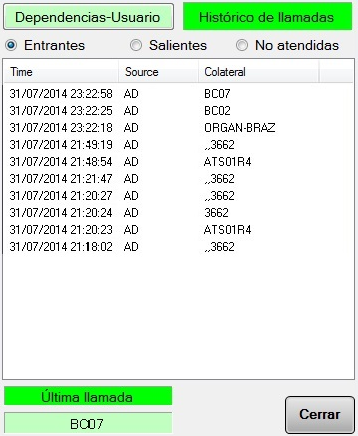 Dependencias-Usuario Histórico de llamadas
Entrantes Salientes No atendidas
Time Source Colateral
31/07/2014 23:22:58 AD BC07
31/07/2014 23:22:25 AD BC02
31/07/2014 23:22:18 AD ORGAN-BRAZ
31/07/2014 21:49:19 AD ,,3662
31/07/2014 21:48:54 AD ATS01R4
31/07/2014 21:21:47 AD ,,3662
31/07/2014 21:20:27 AD ,,3662
31/07/2014 21:20:24 AD 3662
31/07/2014 21:20:23 AD ATS01R4
31/07/2014 21:18:02 AD ,,3662
Última llamada
BC07
Cerrar